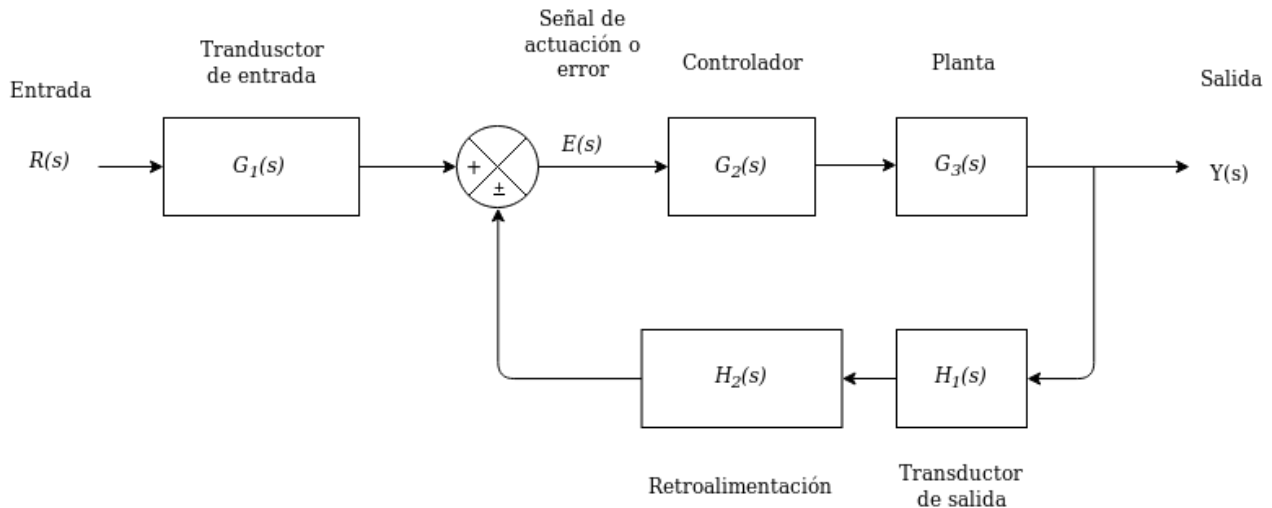 Señal de
actuación o
error
Trandusctor
de entrada
Controlador
Planta
Entrada
Salida
R(s)
G1(s)
+
±
E(s)
G2(s)
G3(s)
Y(s)
H2(s)
H1(s)
Retroalimentación
Transductor
de salida